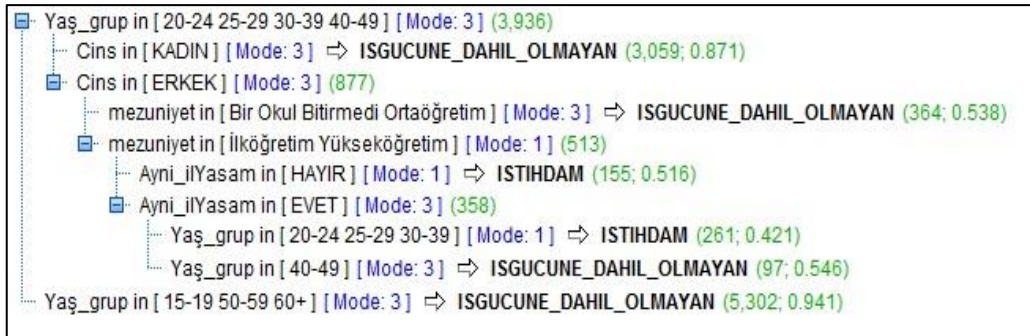 Yaş_grup in [ 20-24 25-29 30-39 40-49 ] [ Mode: 3 ] (3,936)
Cins in [ KADIN ] [ Mode: 3 ] ⇨ ISGUCUNE_DAHIL_OLMAYAN (3,059; 0.871)
Cins in [ ERKEK ] [ Mode: 3 ] (877)
mezuniyet in [ Bir Okul Bitirmedi Ortaöğretim ] [ Mode: 3 ] ⇨ ISGUCUNE_DAHIL_OLMAYAN (364; 0.538)
mezuniyet in [ İlköğretim Yükseköğretim ] [ Mode: 1 ] (513)
Ayni_ilYasam in [ HAYIR ] [ Mode: 1 ] ⇨ ISTIHDAM (155; 0.516)
Ayni_ilYasam in [ EVET ] [ Mode: 3 ] (358)
Yaş_grup in [ 20-24 25-29 30-39 ] [ Mode: 1 ] ⇨ ISTIHDAM (261; 0.421)
Yaş_grup in [ 40-49 ] [ Mode: 3 ] ⇨ ISGUCUNE_DAHIL_OLMAYAN (97; 0.546)
Yaş_grup in [ 15-19 50-59 60+ ] [ Mode: 3 ] ⇨ ISGUCUNE_DAHIL_OLMAYAN (5,302; 0.941)